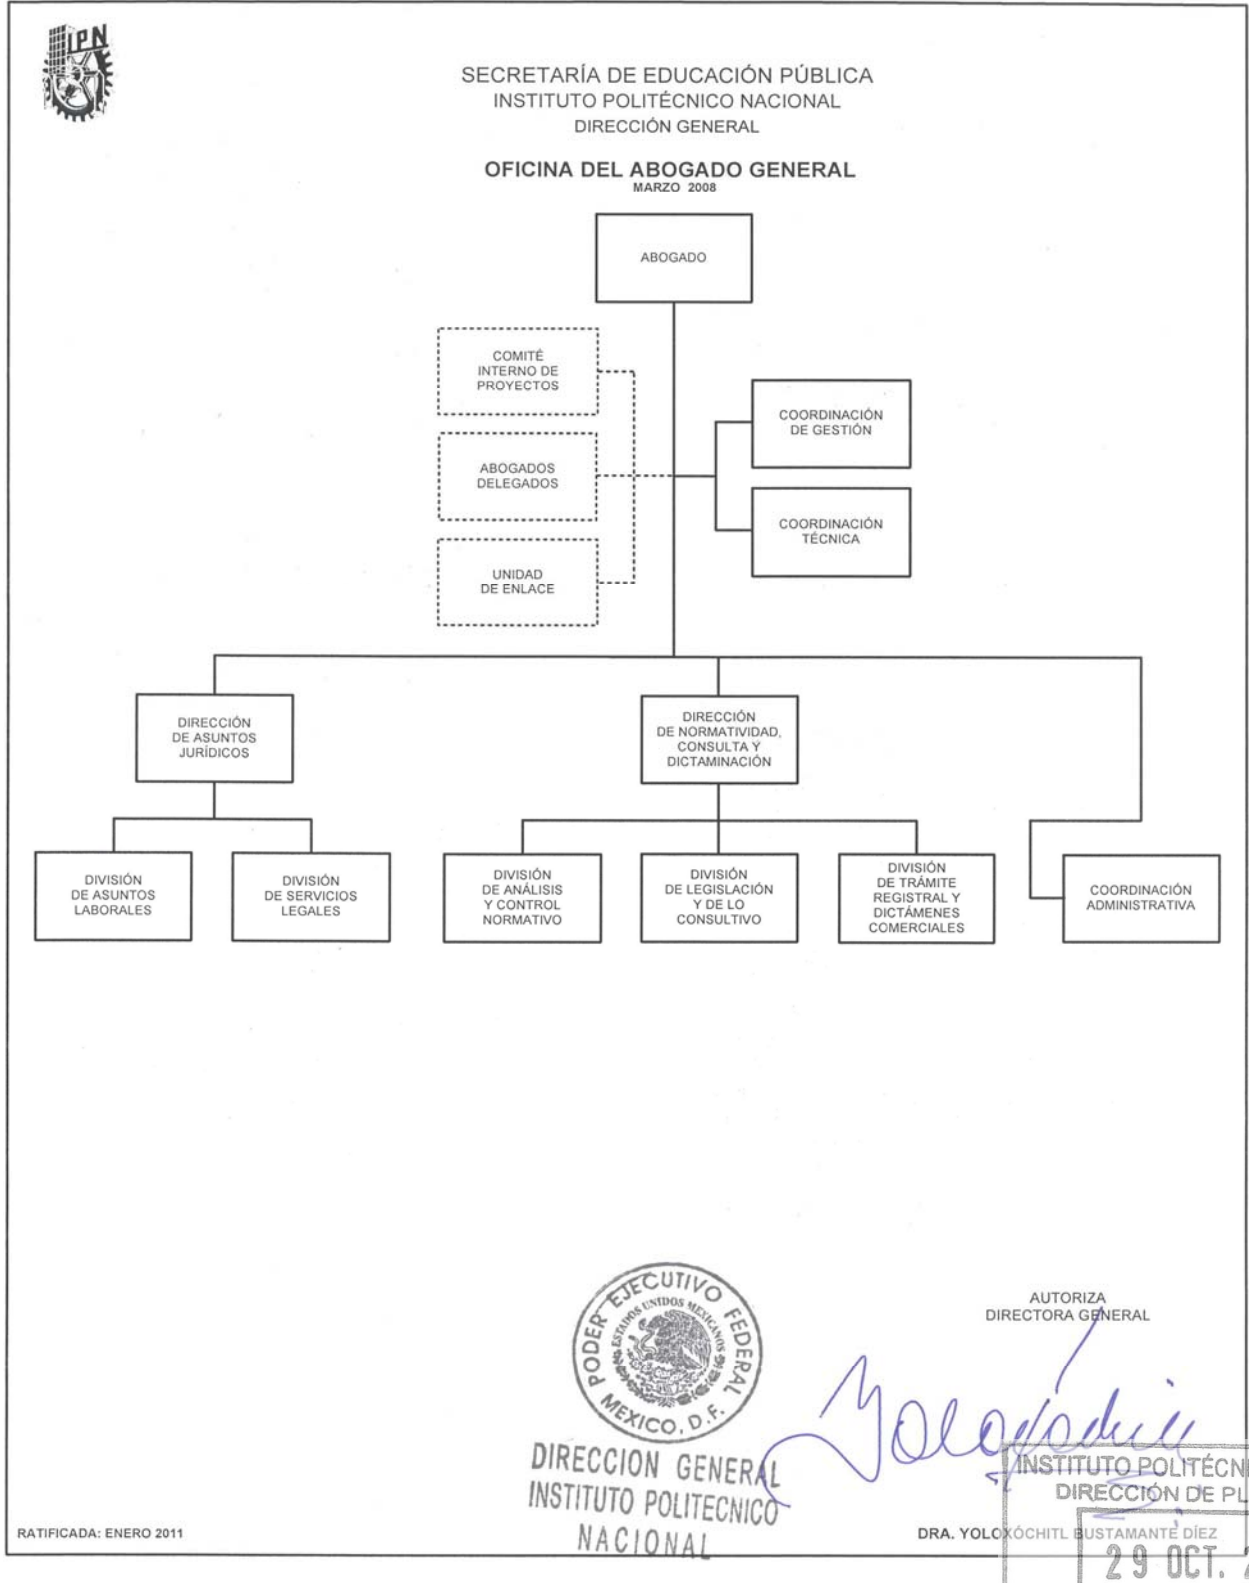 IPN
SECRETARÍA DE EDUCACIÓN PÚBLICA
INSTITUTO POLITÉCNICO NACIONAL
DIRECCIÓN GENERAL
OFICINA DEL ABOGADO GENERAL
MARZO 2008
ABOGADO
COMITÉ
INTERNO DE
PROYECTOS
COORDINACIÓN
DE GESTIÓN
ABOGADOS
DELEGADOS
COORDINACIÓN
TÉCNICA
UNIDAD
DE ENLACE
DIRECCIÓN
DE ASUNTOS
JURÍDICOS
DIRECCIÓN
DE NORMATIVIDAD,
CONSULTA Y
DICTAMINACIÓN
DIVISIÓN
DE ASUNTOS
LABORALES
DIVISIÓN
DE SERVICIOS
LEGALES
DIVISIÓN
DE ANÁLISIS
Y CONTROL
NORMATIVO
DIVISIÓN
DE LEGISLACIÓN
Y DE LO
CONSULTIVO
DIVISIÓN
DE TRÁMITE
REGISTRAL Y
DICTÁMENES
COMERCIALES
COORDINACIÓN
ADMINISTRATIVA
PODER EJECUTIVO FEDERAL
ESTADOS UNIDOS MEXICANOS
MEXICO, D.F.
DIRECCION GENERAL
INSTITUTO POLITECNICO
NACIONAL
AUTORIZA
DIRECTORA GENERAL
INSTITUTO POLITÉCNI
DIRECCIÓN DE PL
DRA. YOLOXÓCHITL BUSTAMANTE DÍEZ
29 OCT.
RATIFICADA: ENERO 2011